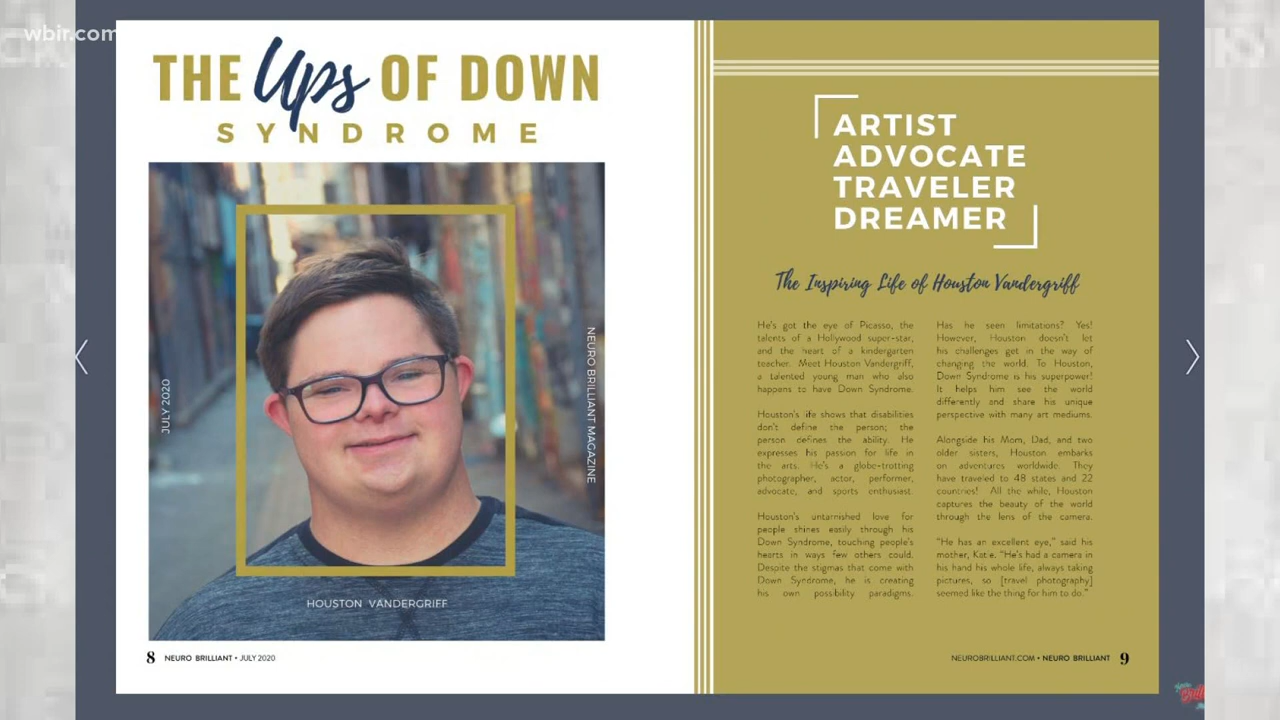 wbir.com
THE Ups OF DOWN
SYNDROME
JULY 2020
NEURO BRILLIANT MAGAZINE
HOUSTON VANDERGRIFF
8 NEURO BRILLIANT • JULY 2020
ARTIST
ADVOCATE
TRAVELER
DREAMER
The Inspiring Life of Houston Vandergriff
He's got the eye of Picasso, the
talents of a Hollywood super-star,
and the heart of a kindergarten
teacher. Meet Houston Vandergriff,
a talented young man who also
happens to have Down Syndrome.
Houston's life shows that disabilities
don't define the person; the
person defines the ability. He
expresses his passion for life in
the arts. He's a globe-trotting
photographer, actor, performer,
advocate, and sports enthusiast.
Houston's untarnished love for
people shines easily through his
Down Syndrome, touching people's
hearts in ways few others could.
Despite the stigmas that come with
Down Syndrome, he is creating
his own possibility paradigms.
Has he seen limitations? Yes!
However, Houston doesn't let
his challenges get in the way of
changing the world. To Houston,
Down Syndrome is his superpower!
It helps him see the world
differently and share his unique
perspective with many art mediums.
Alongside his Mom, Dad, and two
older sisters, Houston embarks
on adventures worldwide. They
have traveled to 48 states and 22
countries! All the while, Houston
captures the beauty of the world
through the lens of the camera.
"He has an excellent eye," said his
mother, Katie. "He's had a camera in
his hand his whole life, always taking
pictures, so [travel photography]
seemed like the thing for him to do."
NEUROBRILLIANT.COM • NEURO BRILLIANT 9